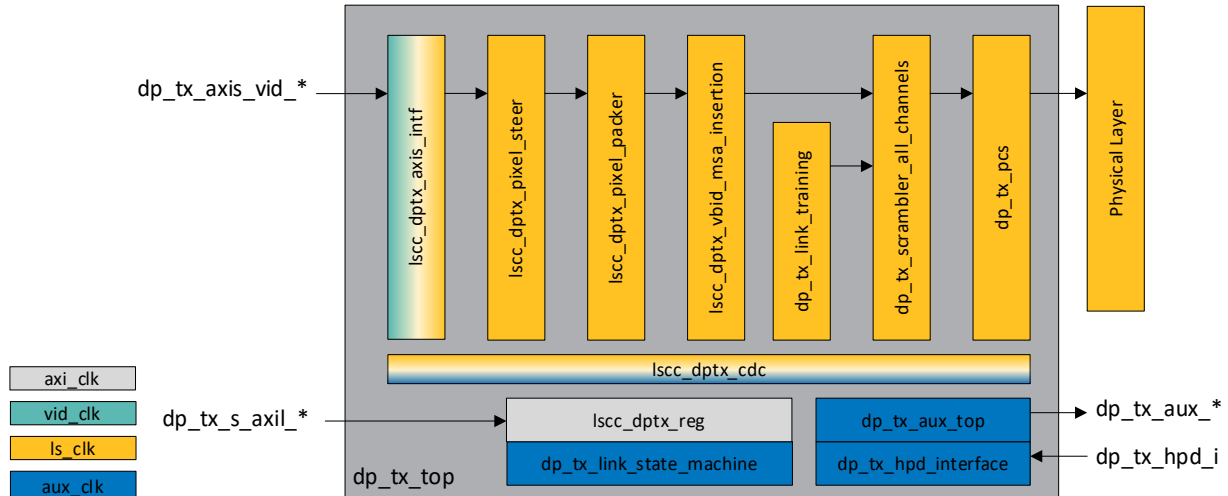 dp_tx_axis_vid_*
lscc_dptx_axis_intf
lscc_dptx_pixel_steer
lscc_dptx_pixel_packer
lscc_dptx_vbid_msa_insertion
dp_tx_link_training
dp_tx_scrambler_all_channels
dp_tx_pcs
Physical Layer
lscc_dptx_cdc
axi_clk
vid_clk
ls_clk
aux_clk
dp_tx_s_axil_*
lscc_dptx_reg
dp_tx_link_state_machine
dp_tx_aux_top
dp_tx_hpd_interface
dp_tx_aux_*
dp_tx_hpd_i
dp_tx_top